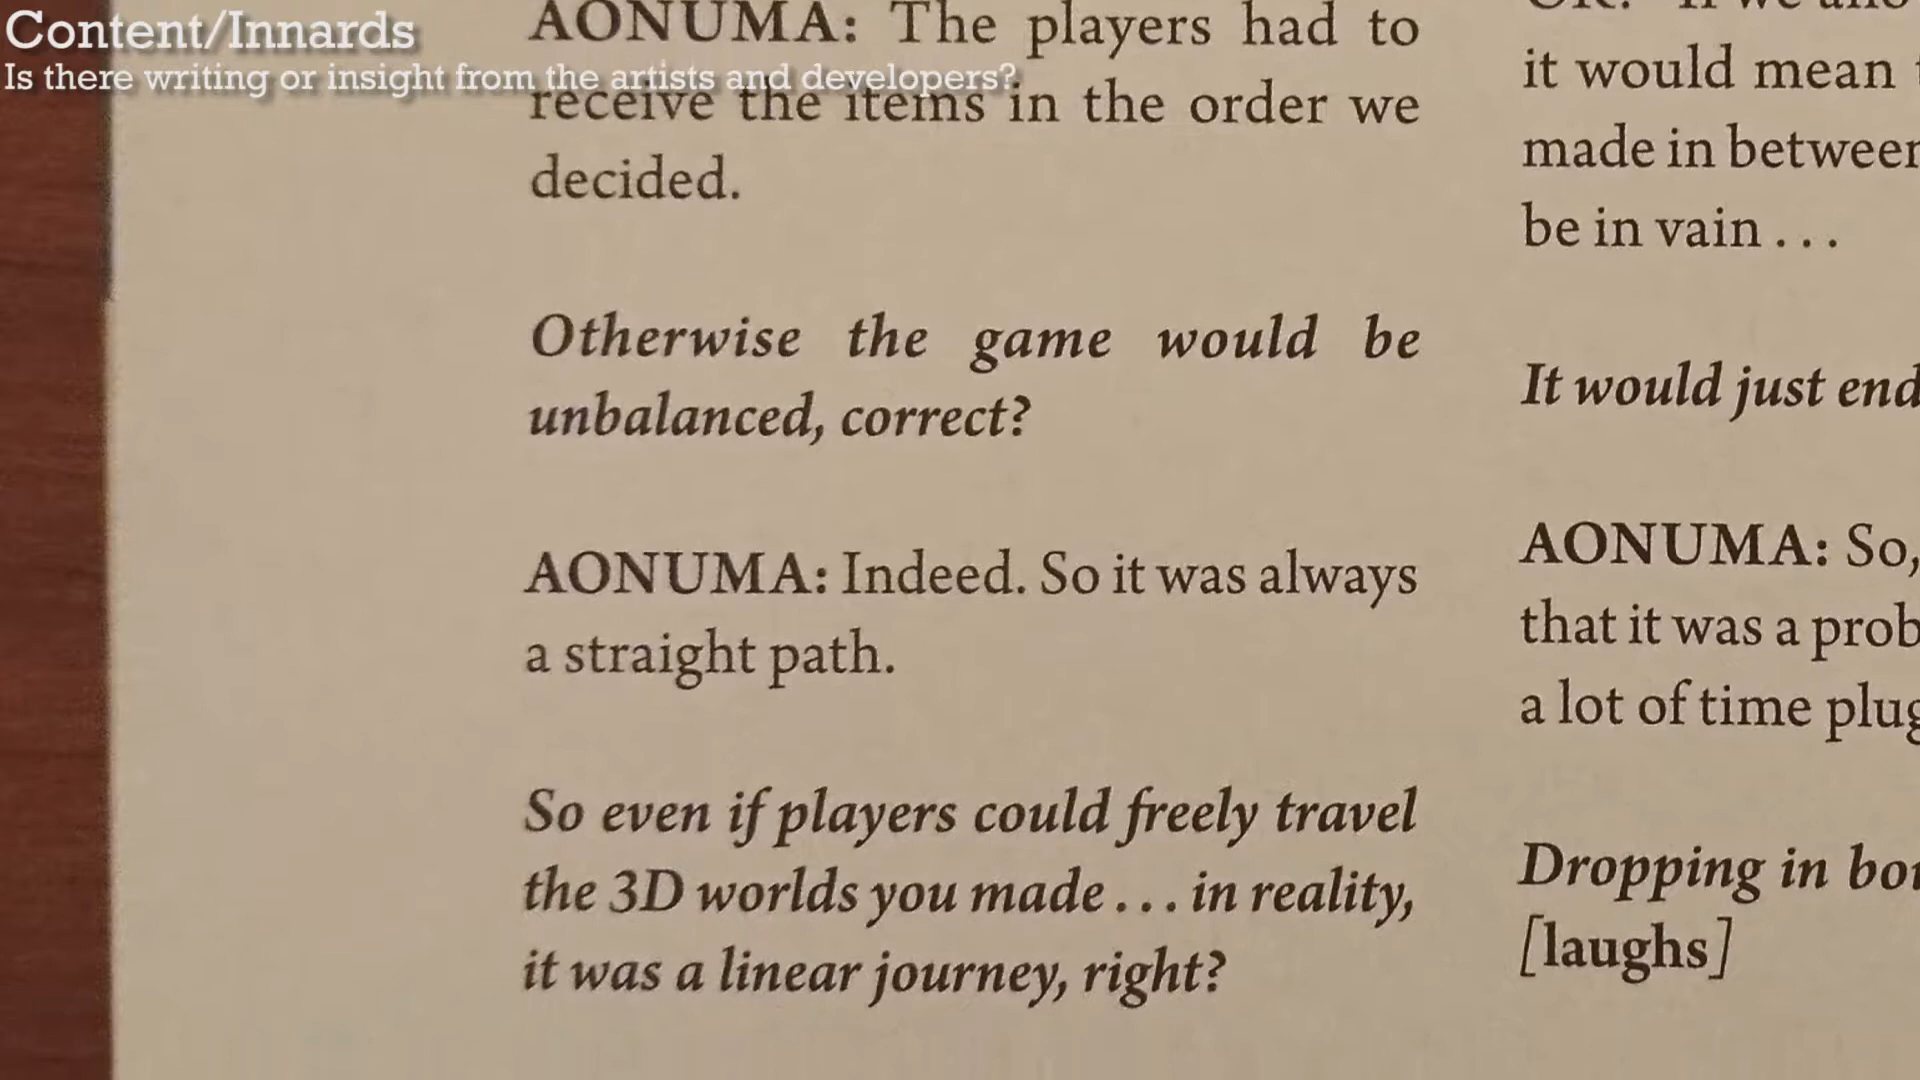 Content/Innards
Is there writing or insight from the artists and developers?
AONUMA: The players had to
receive the items in the order we
decided.
Otherwise the game would be
unbalanced, correct?
AONUMA: Indeed. So it was always
a straight path.
So even if players could freely travel
the 3D worlds you made . . . in reality,
it was a linear journey, right?
it would mean
made in between
be in vain . . .
It would just end
AONUMA: So,
that it was a
a lot of time
Dropping in
[laughs]